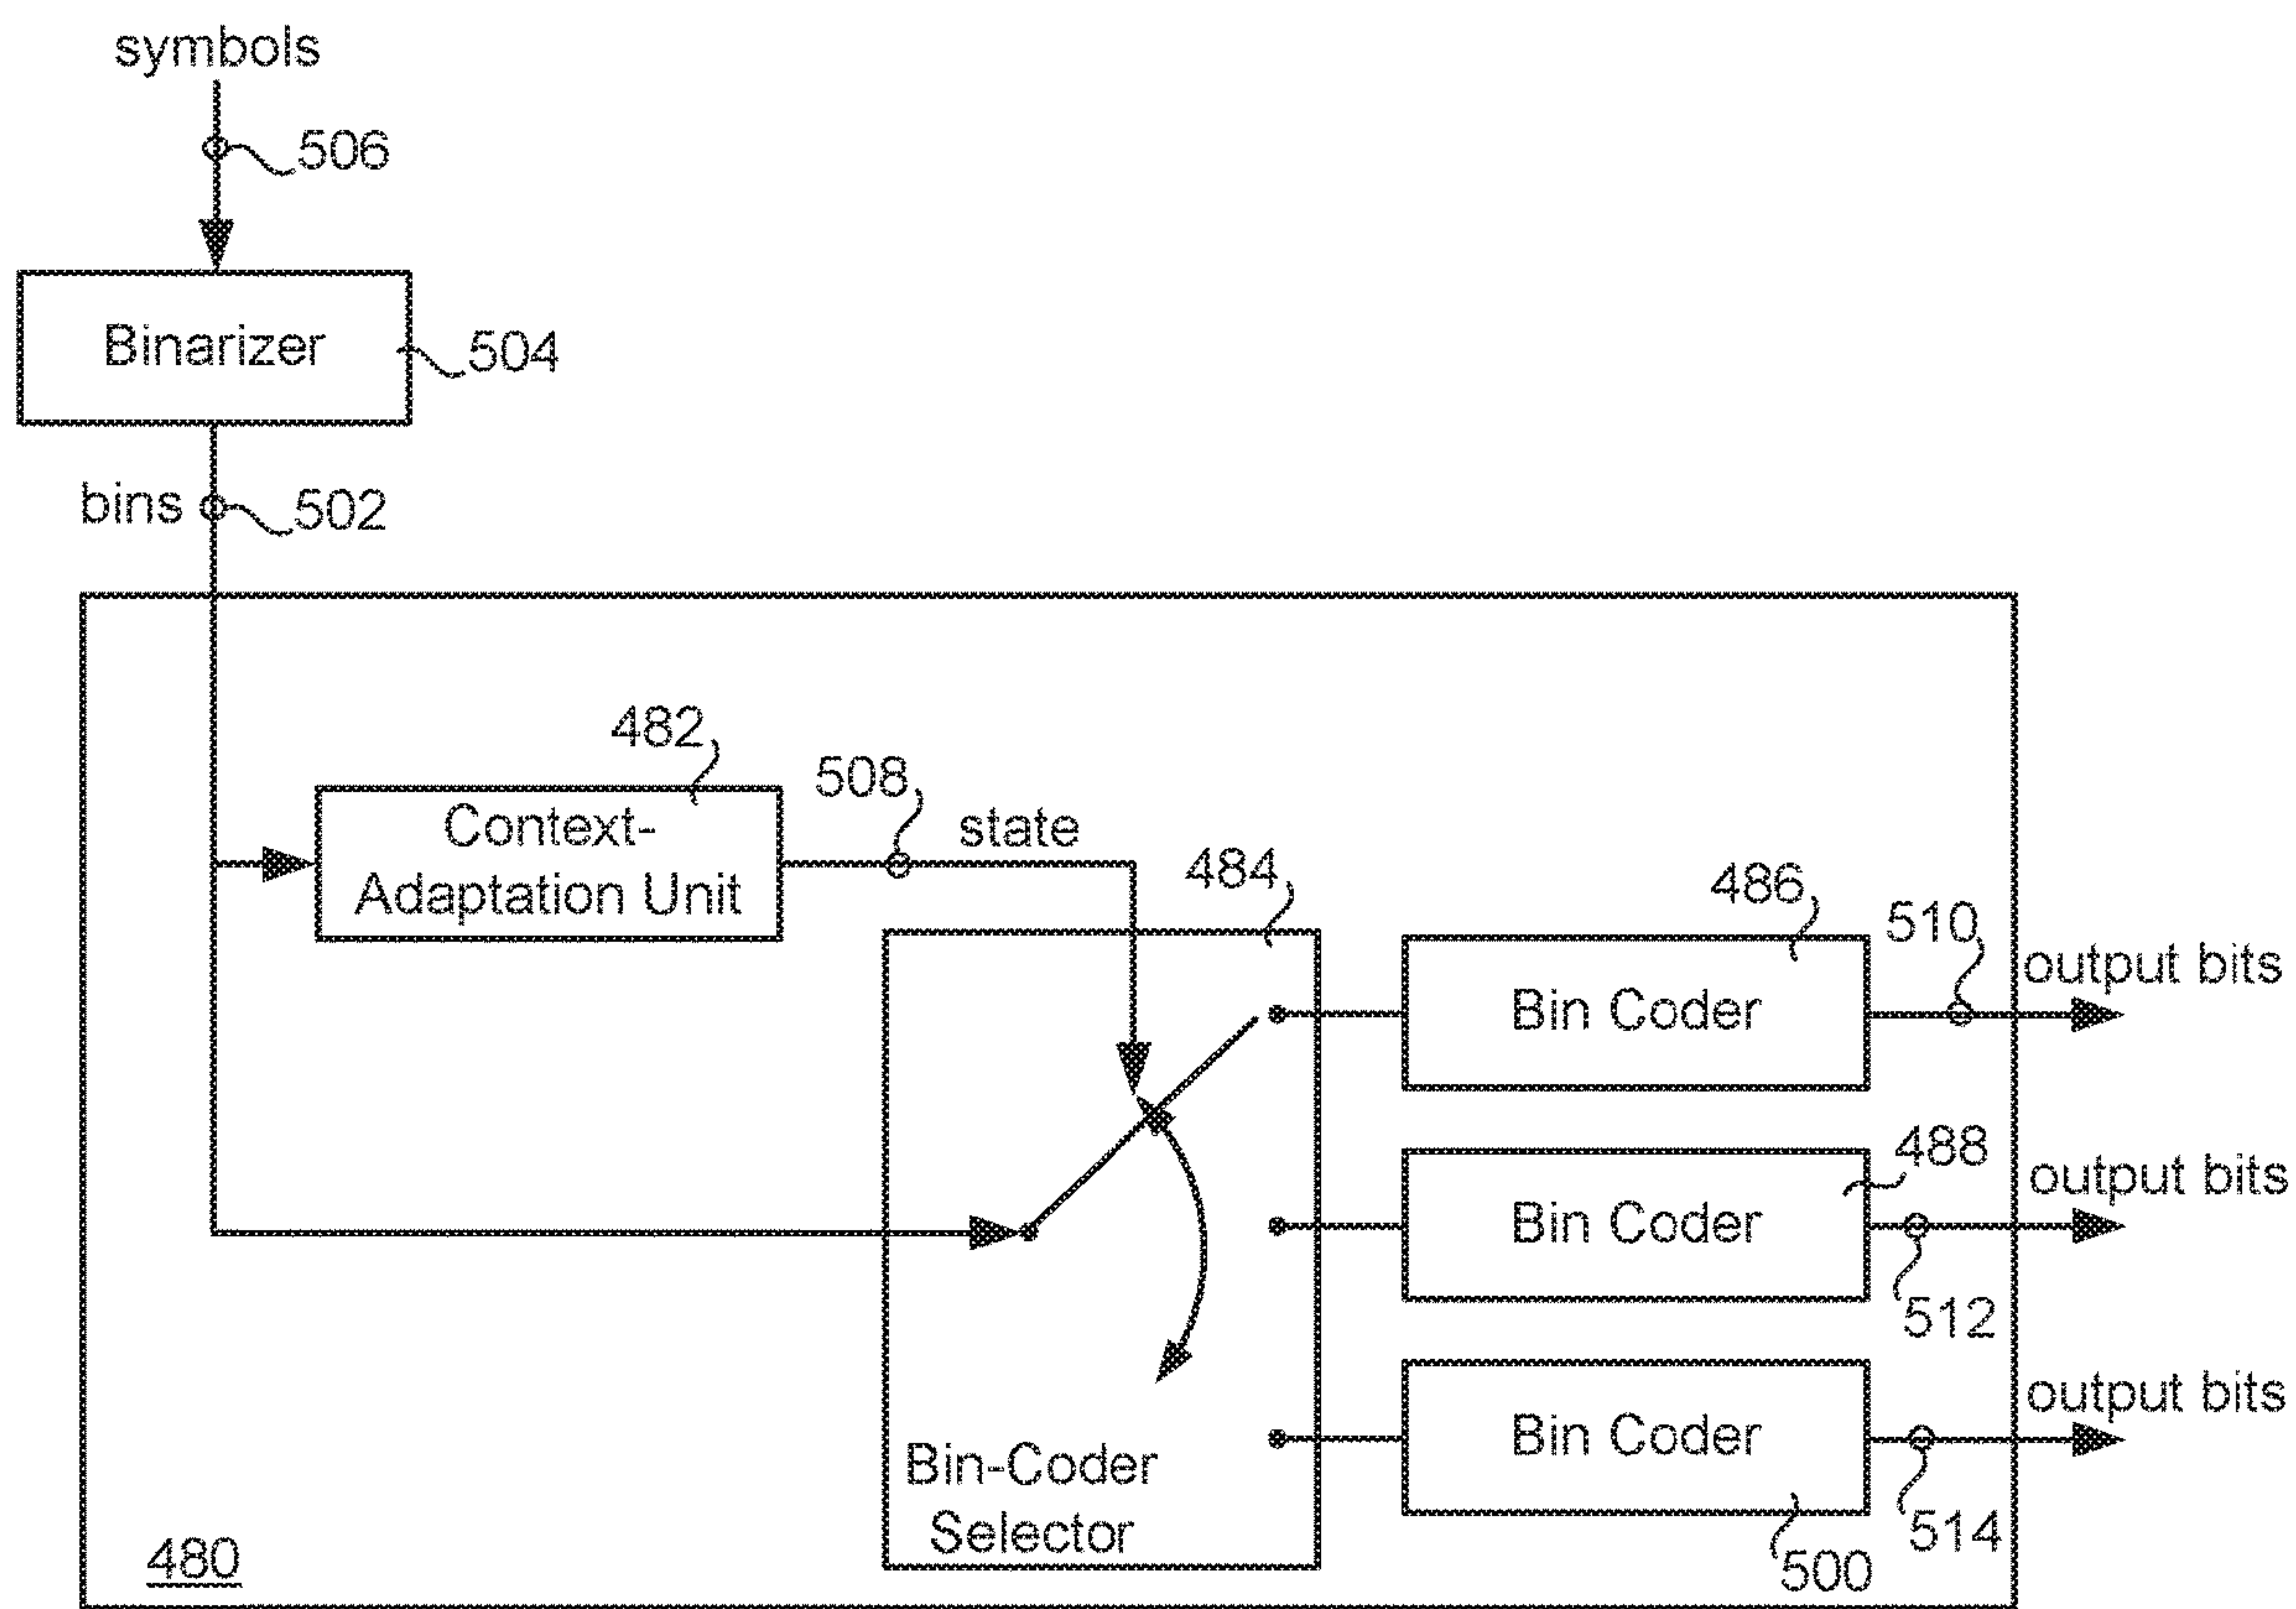 symbols
506
Binarizer
504
bins
502
482
Context-
Adaptation Unit
508
state
484
486
Bin Coder
510
output bits
488
Bin Coder
output bits
512
Bin Coder
output bits
514
500
Bin-Coder
Selector
480